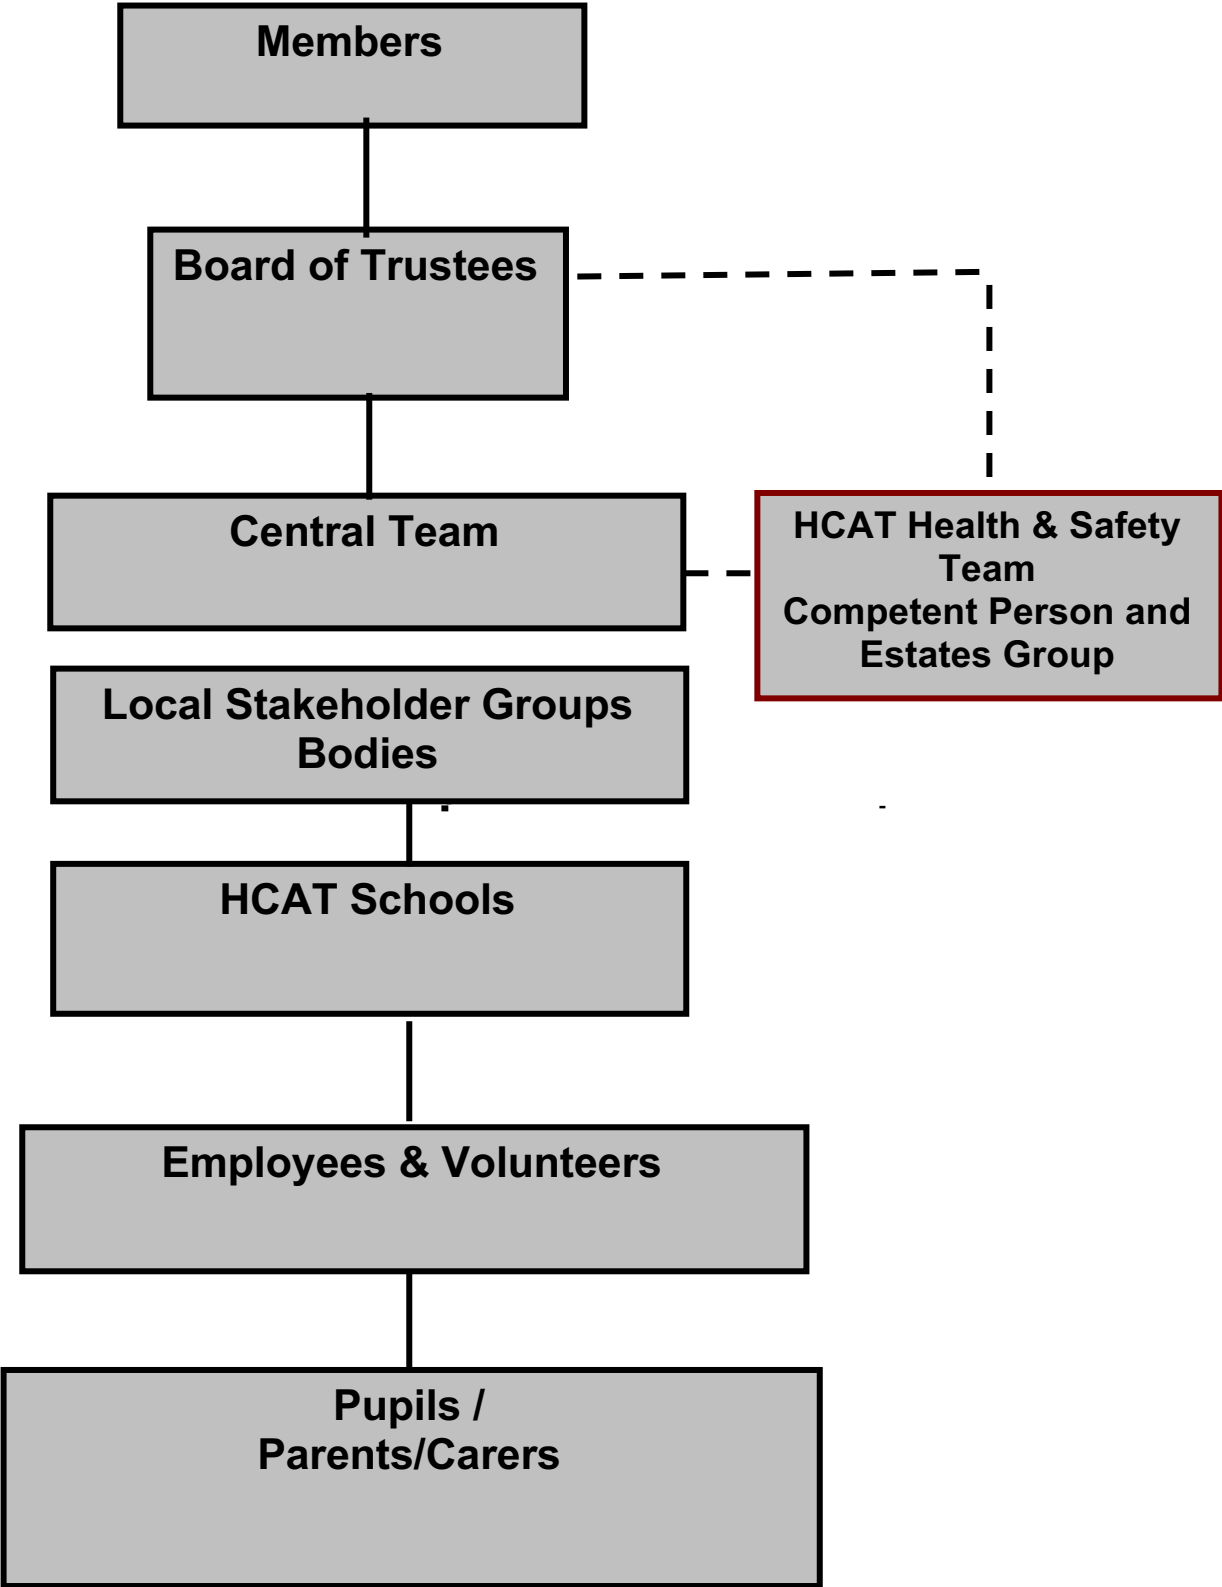 Members
Board of Trustees
Central Team
HCAT Health & Safety
Team
Competent Person and
Estates Group
Local Stakeholder Groups
Bodies
HCAT Schools
Employees & Volunteers
Pupils /
Parents/Carers